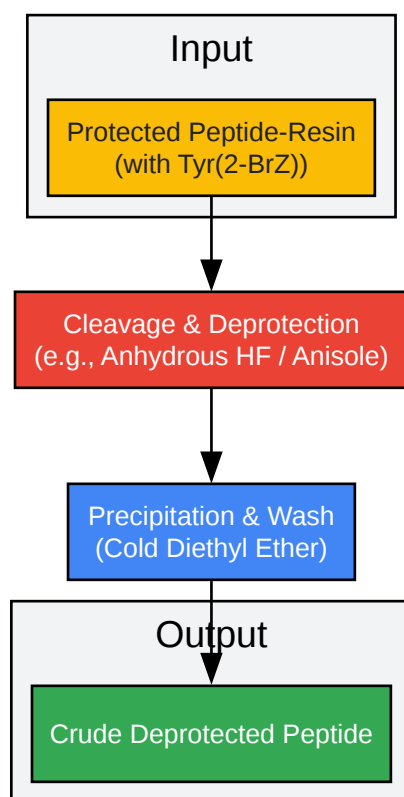 Input
Protected Peptide-Resin
(with Tyr(2-BrZ))
Cleavage & Deprotection
(e.g., Anhydrous HF / Anisole)
Precipitation & Wash
(Cold Diethyl Ether)
Output
Crude Deprotected Peptide